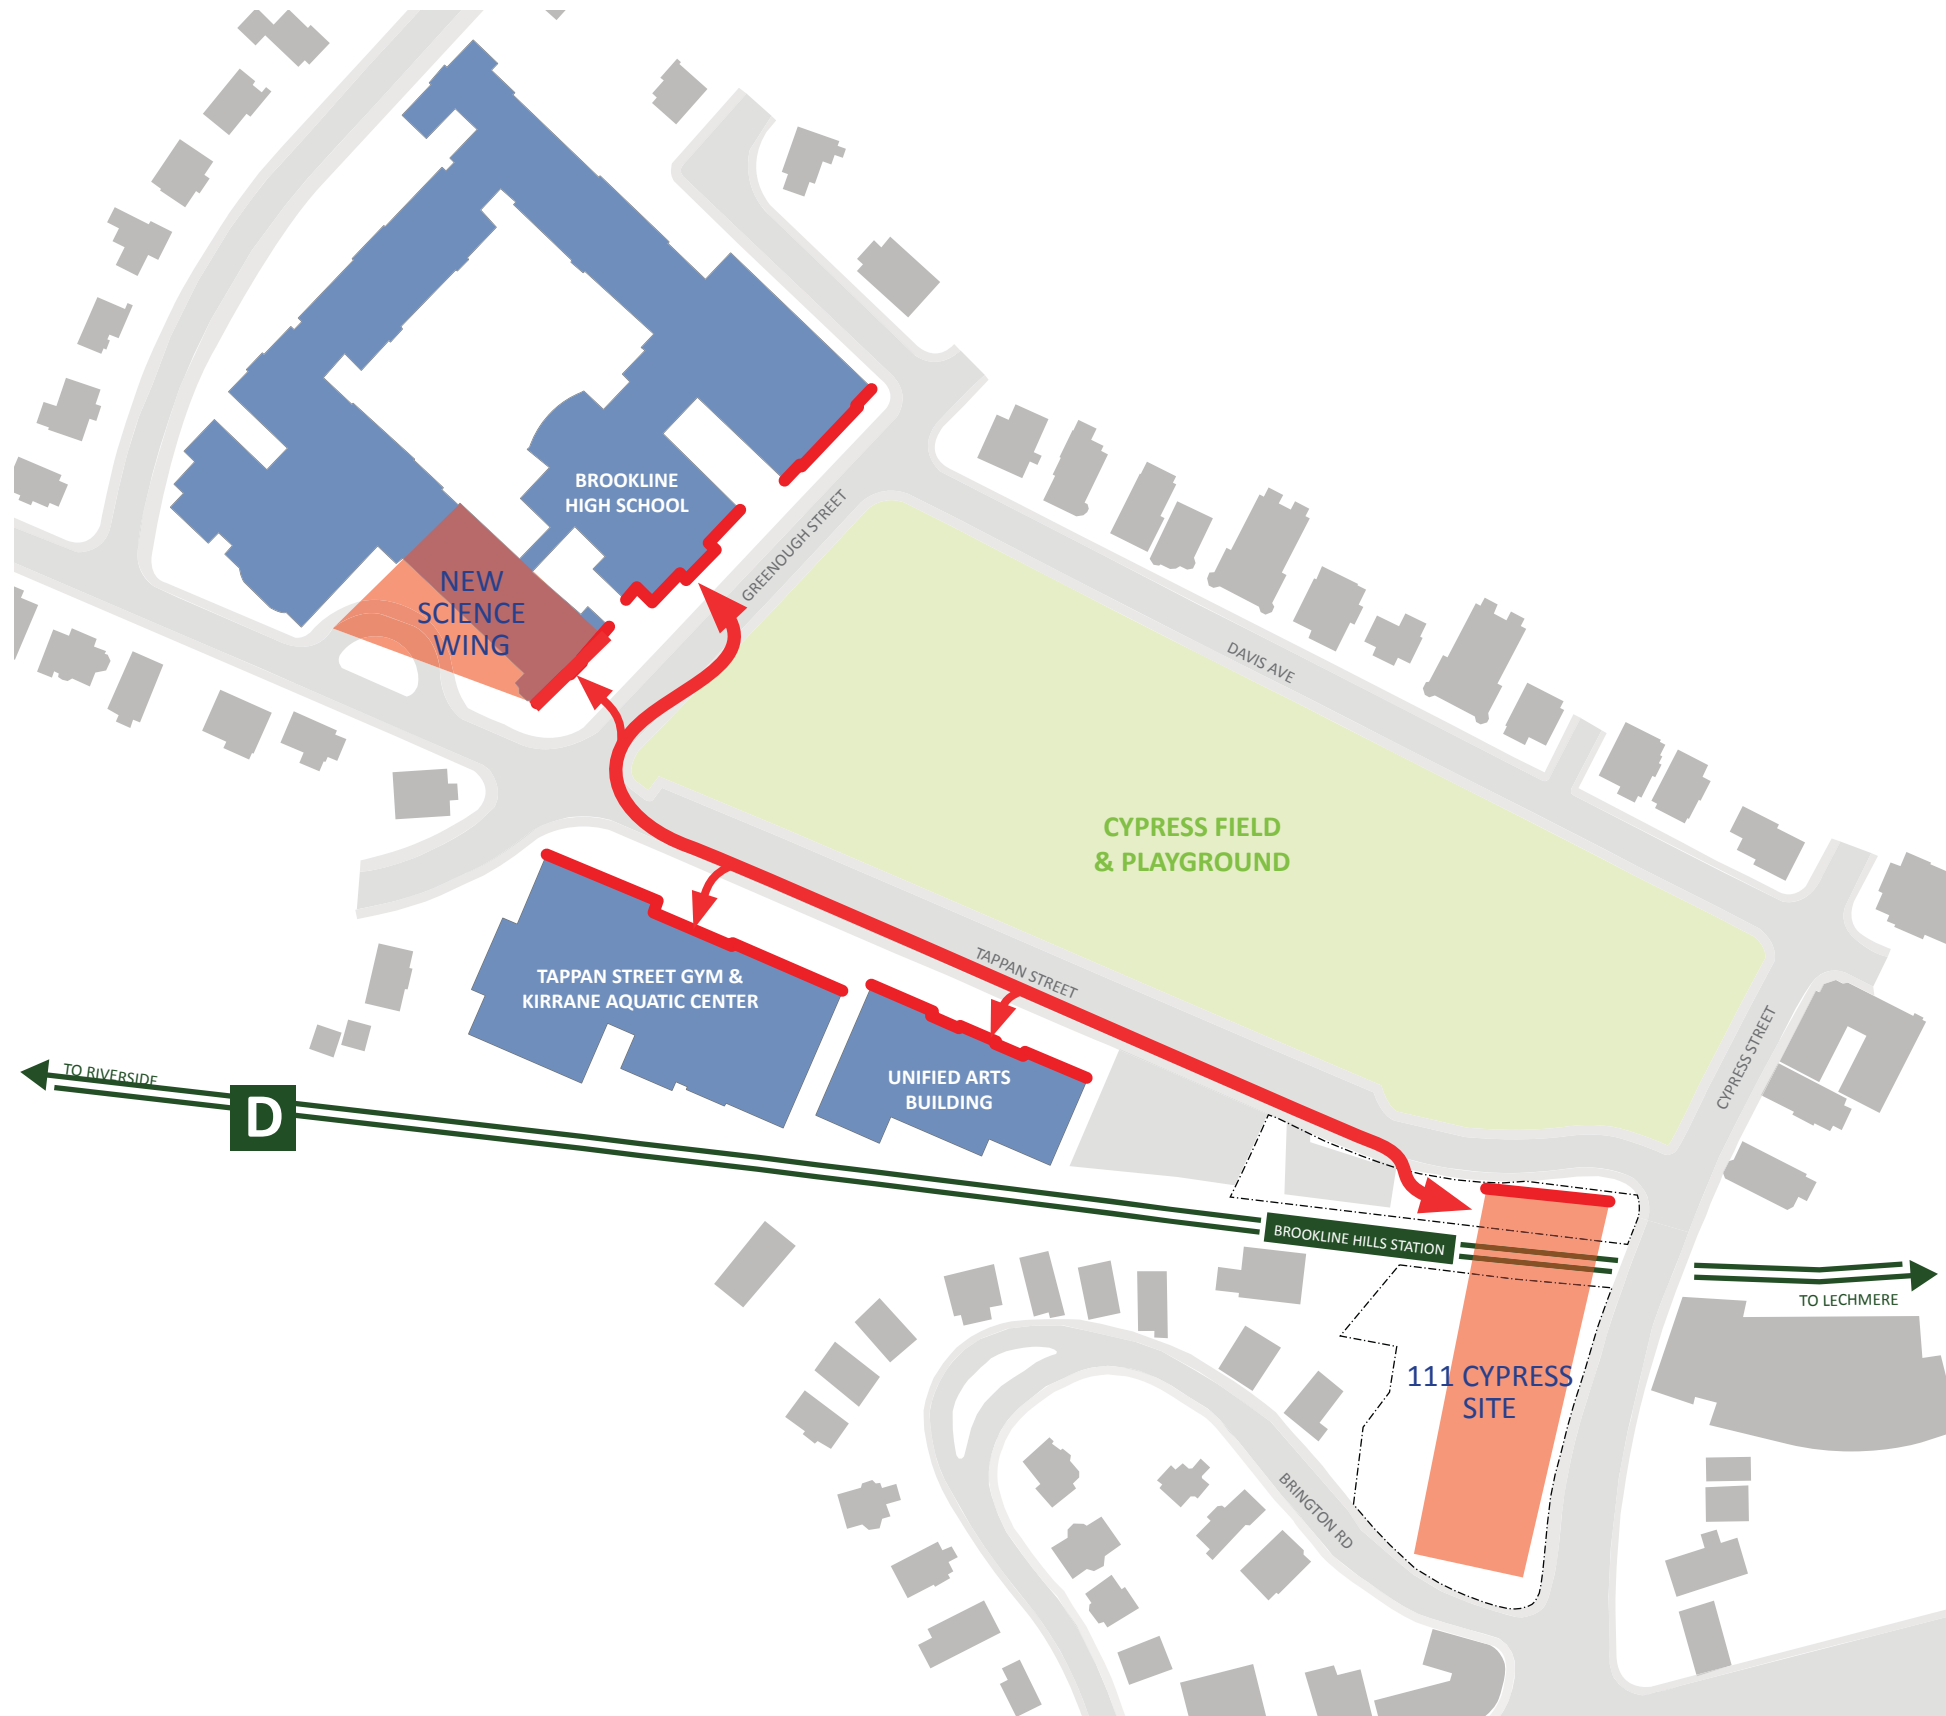 BROOKLINE
HIGH SCHOOL
GREENOUGH STREET
NEW
SCIENCE
WING
DAVIS AVE
CYPRESS FIELD
& PLAYGROUND
TAPPAN STREET
TAPPAN STREET GYM &
KIRRANE AQUATIC CENTER
CYPRESS STREET
UNIFIED ARTS
BUILDING
TO RIVERSIDE
D
BROOKLINE HILLS STATION
TO LECHMERE
111 CYPRESS
SITE
BRINGTON RD